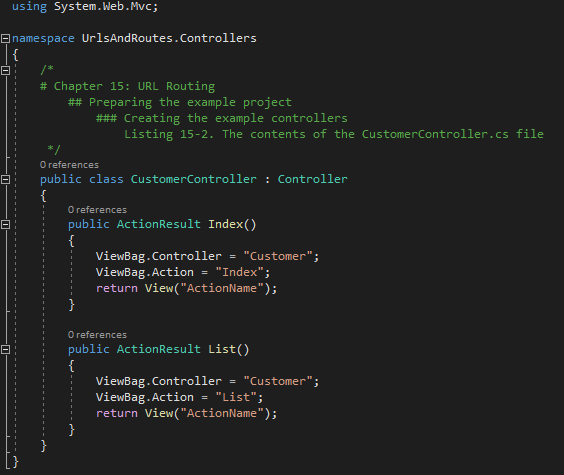 using System.Web.Mvc;
namespace UrlsAndRoutes.Controllers
{
/*
# Chapter 15: URL Routing
## Preparing the example project
### Creating the example controllers
Listing 15-2. The contents of the CustomerController.cs file
*/
0 references
public class CustomerController : Controller
{
0 references
public ActionResult Index()
{
ViewBag.Controller = "Customer";
ViewBag.Action = "Index";
return View("ActionName");
}
0 references
public ActionResult List()
{
ViewBag.Controller = "Customer";
ViewBag.Action = "List";
return View("ActionName");
}
}
}